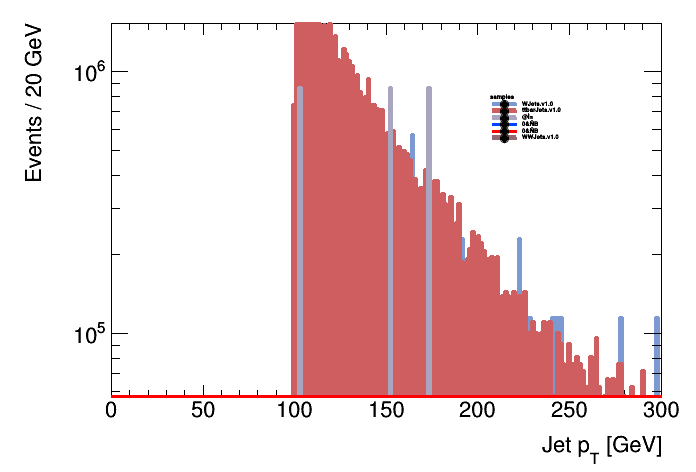 Events / 20 GeV
10^6
10^5
samples
WJets.v1.0
ttbarJets.v1.0
WWJets.v1.0
0 50 100 150 200 250 300
Jet p_T [GeV]